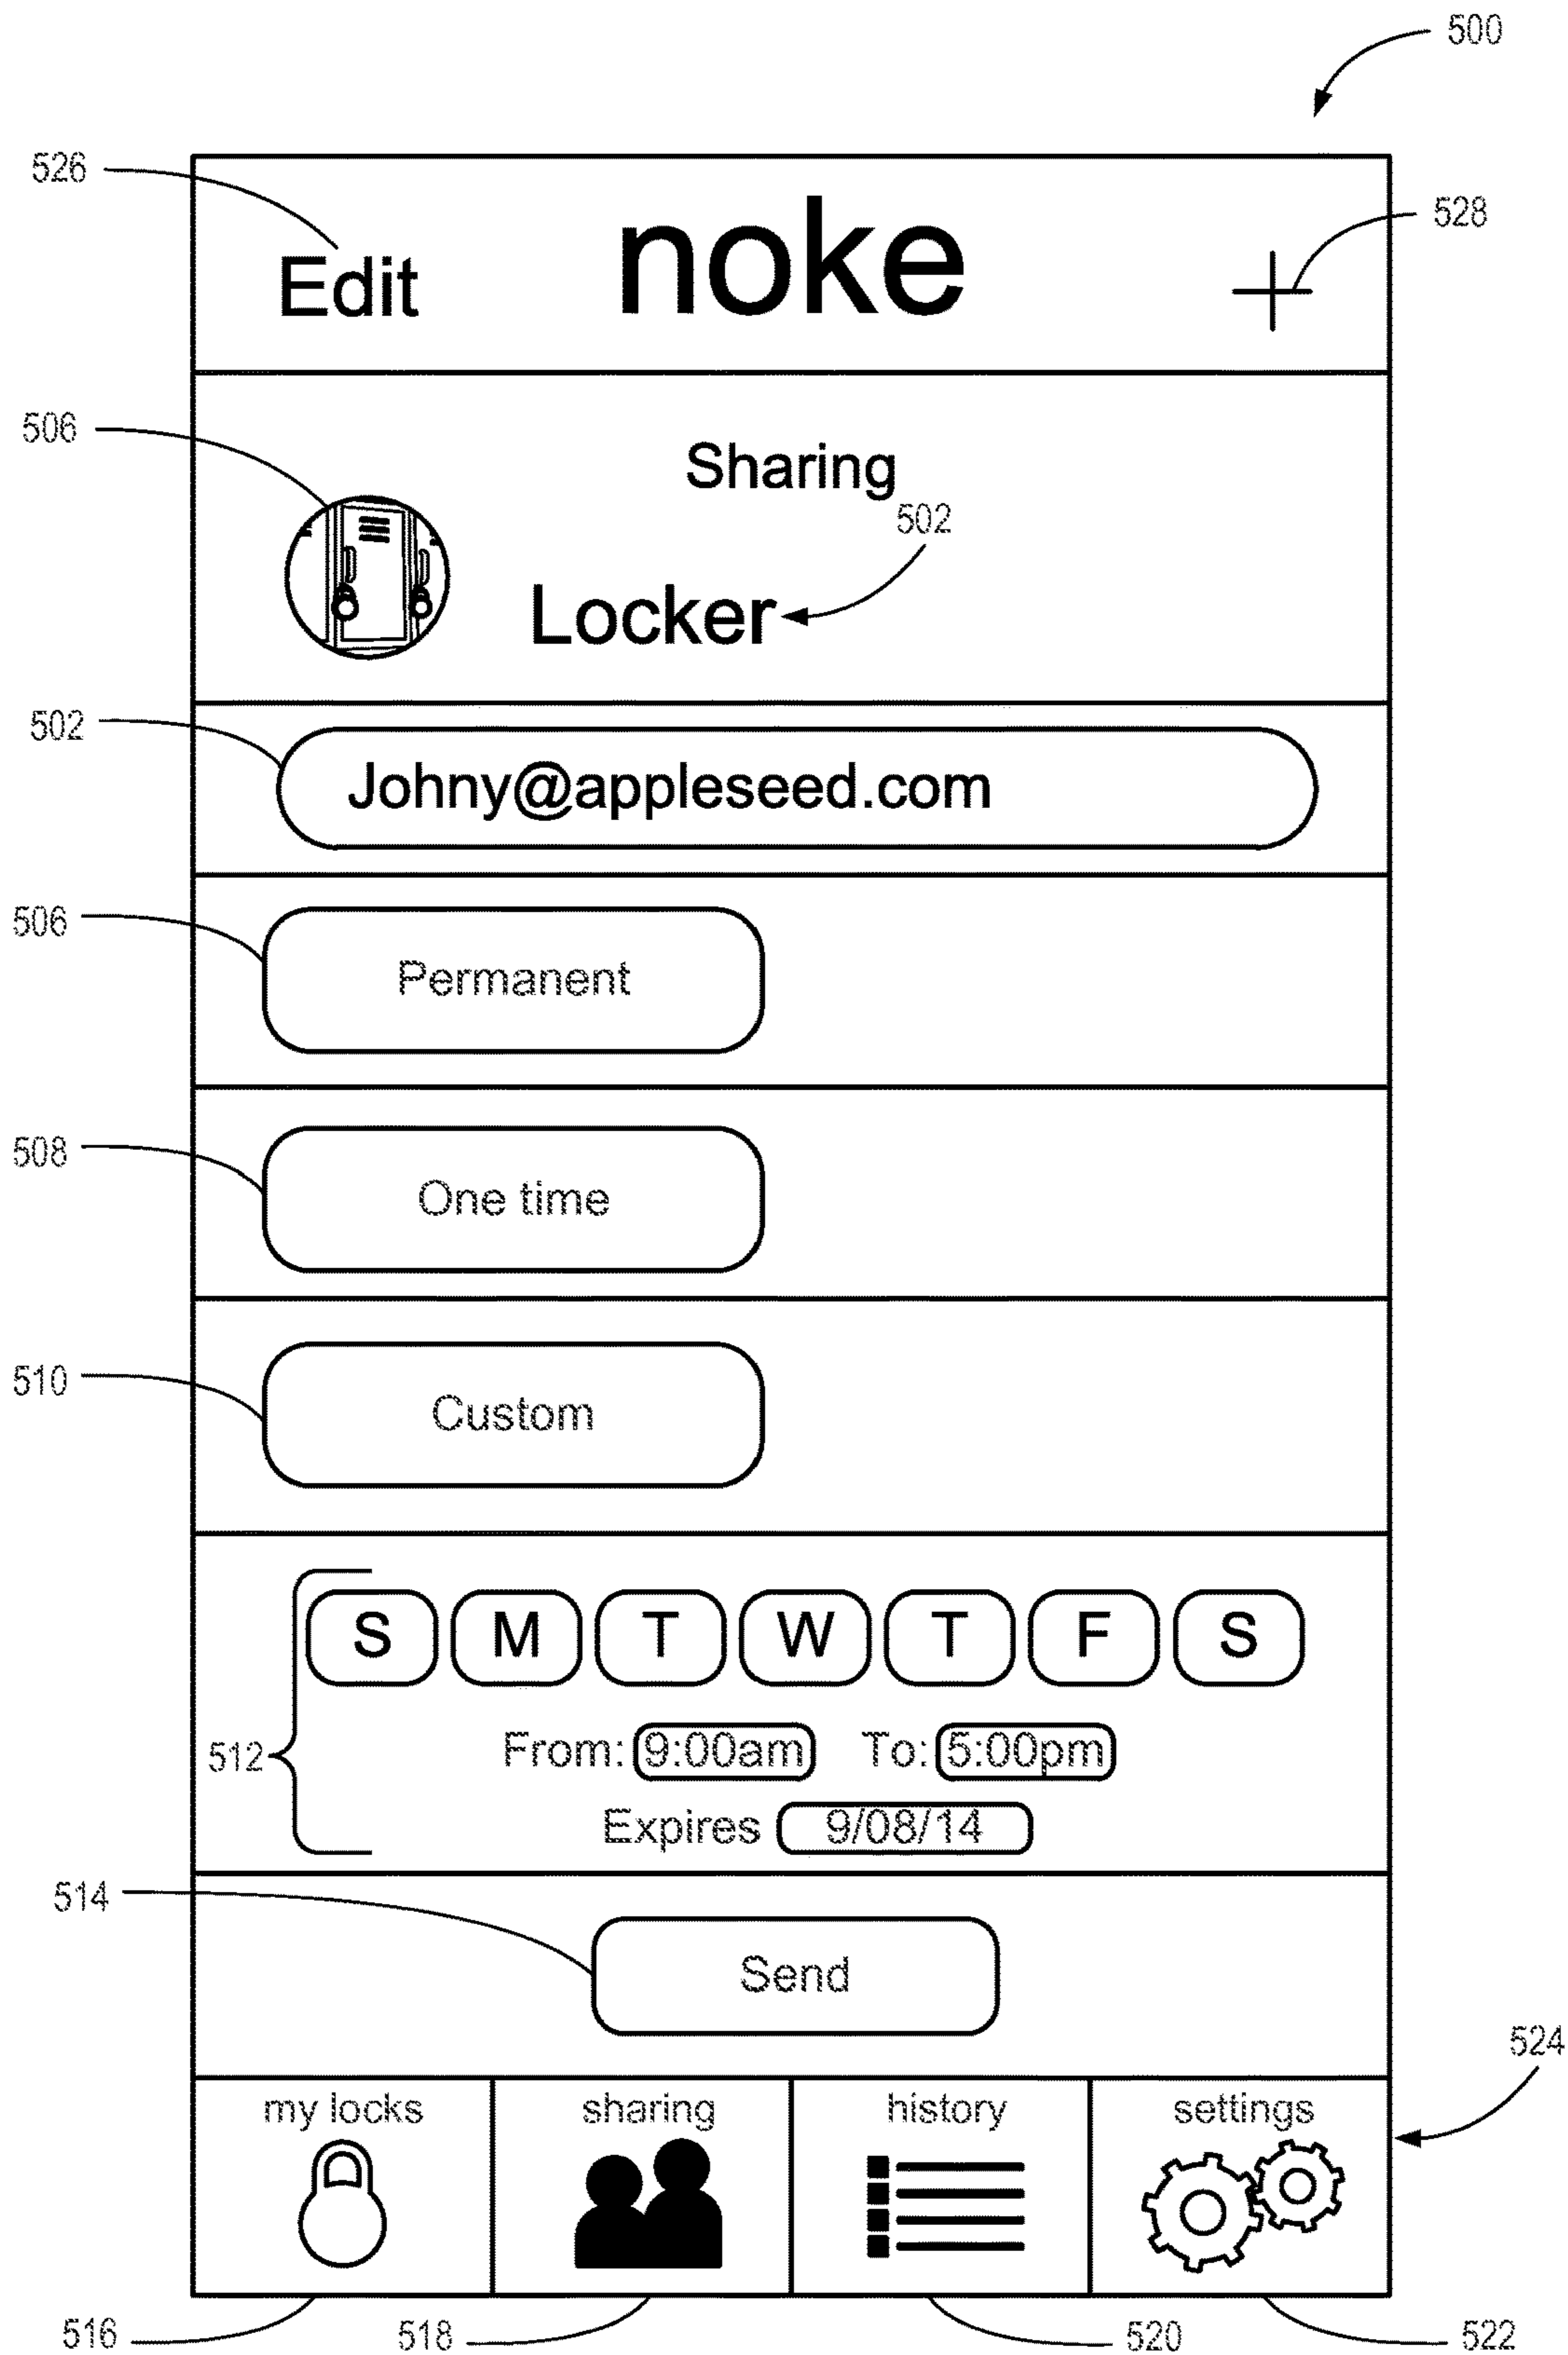 500
526
Edit
noke
528
506
Sharing
502
Locker
502
Johny@appleseed.com
506
Permanent
508
One time
510
Custom
S M T W T F S
512
From: 9:00am To: 5:00pm
Expires 9/08/14
514
Send
524
my locks sharing history settings
516 518 520 522